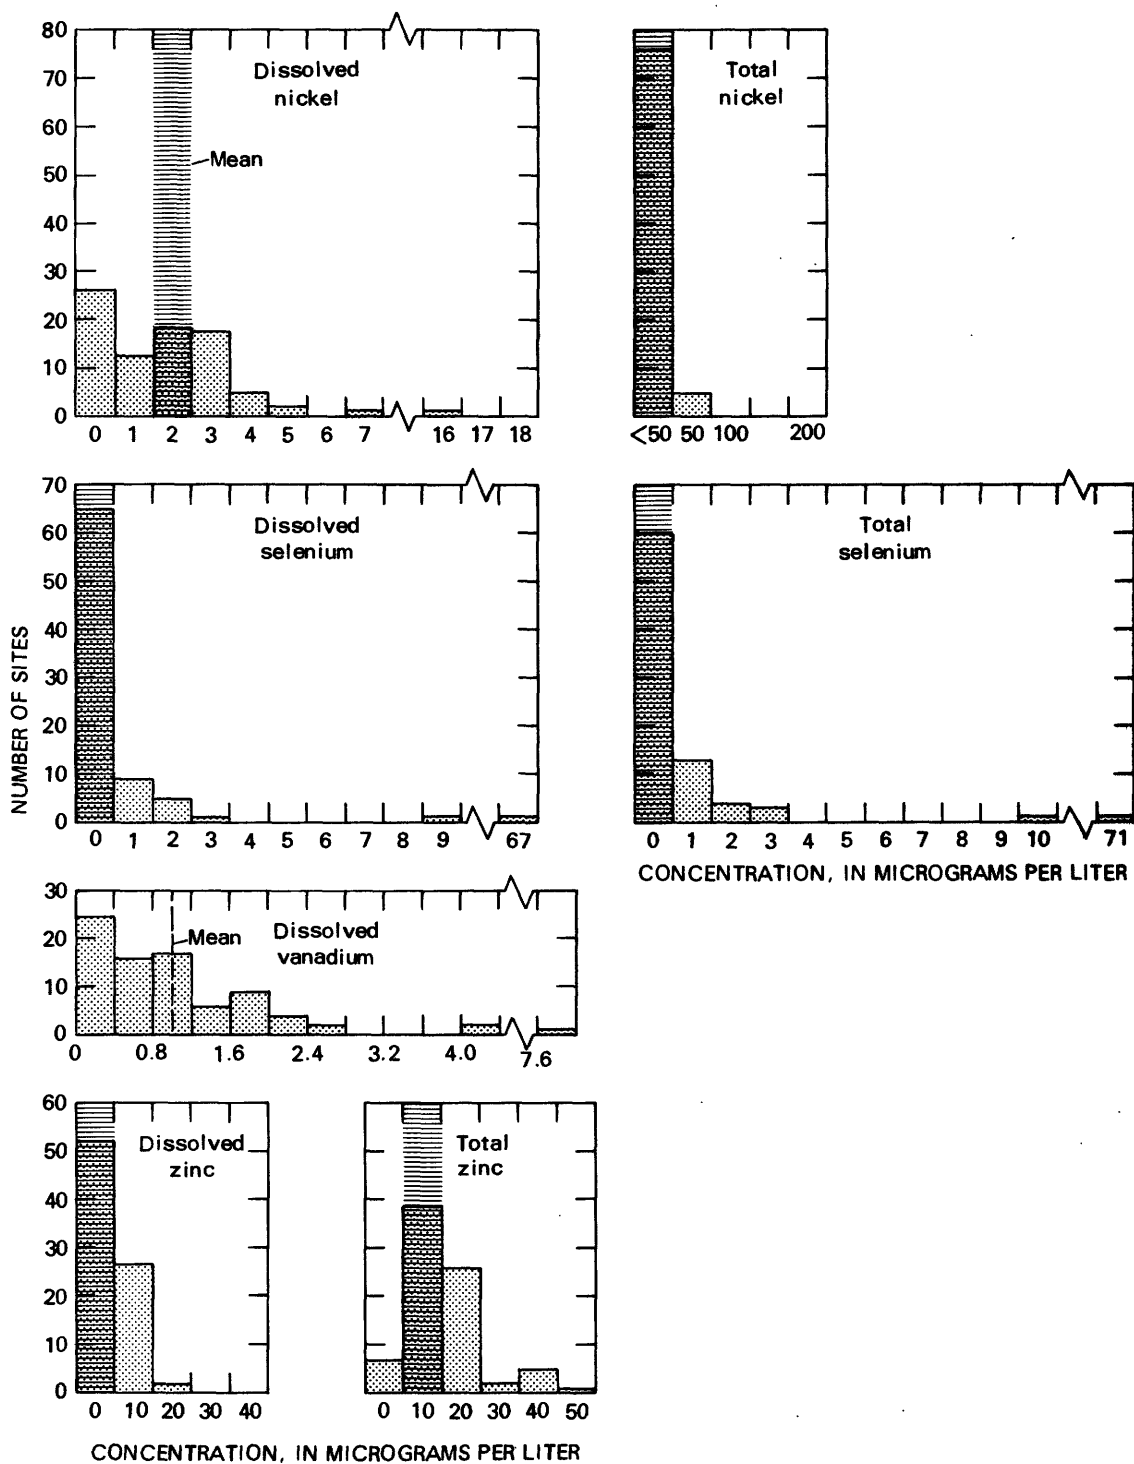 80
70
60
50
40
30
20
10
0
Dissolved
nickel
Mean
0 1 2 3 4 5 6 7 16 17 18
Total
nickel
<50 50 100 200
NUMBER OF SITES
70
60
50
40
30
20
10
0
Dissolved
selenium
0 1 2 3 4 5 6 7 8 9 67
Total
selenium
0 1 2 3 4 5 6 7 8 9 10 71
CONCENTRATION, IN MICROGRAMS PER LITER
30
20
10
0
Mean
Dissolved
vanadium
0 0.8 1.6 2.4 3.2 4.0 7.6
60
50
40
30
20
10
0
Dissolved
zinc
0 10 20 30 40
Total
zinc
0 10 20 30 40 50
CONCENTRATION, IN MICROGRAMS PER LITER